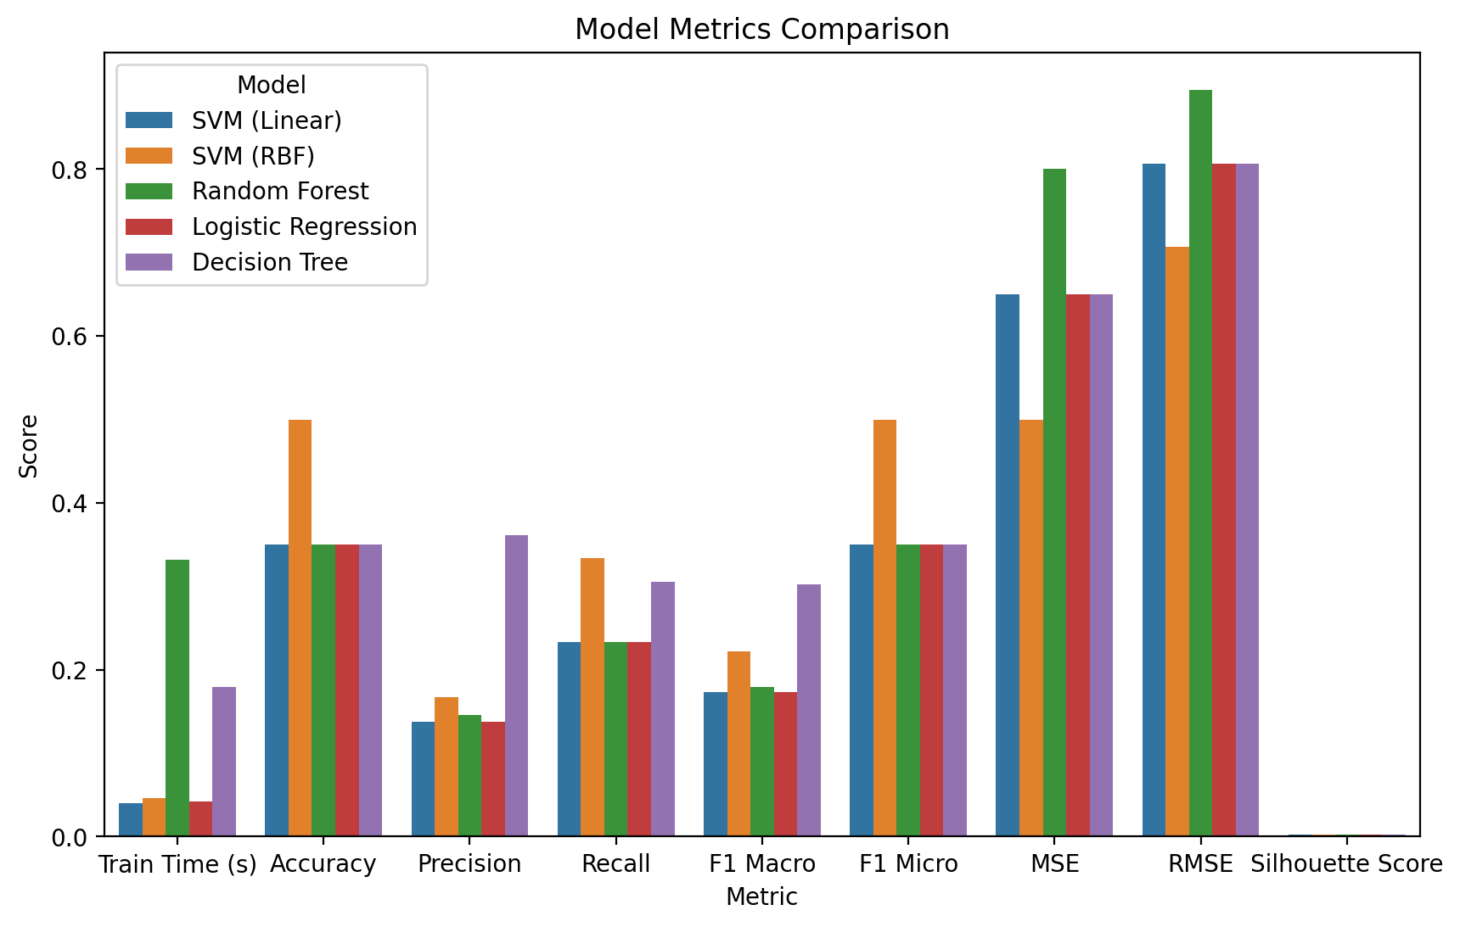 Model Metrics Comparison
Model
SVM (Linear)
SVM (RBF)
Random Forest
Logistic Regression
Decision Tree
Score
0.8
0.6
0.4
0.2
0.0
Train Time (s) Accuracy Precision Recall F1 Macro F1 Micro MSE RMSE Silhouette Score
Metric